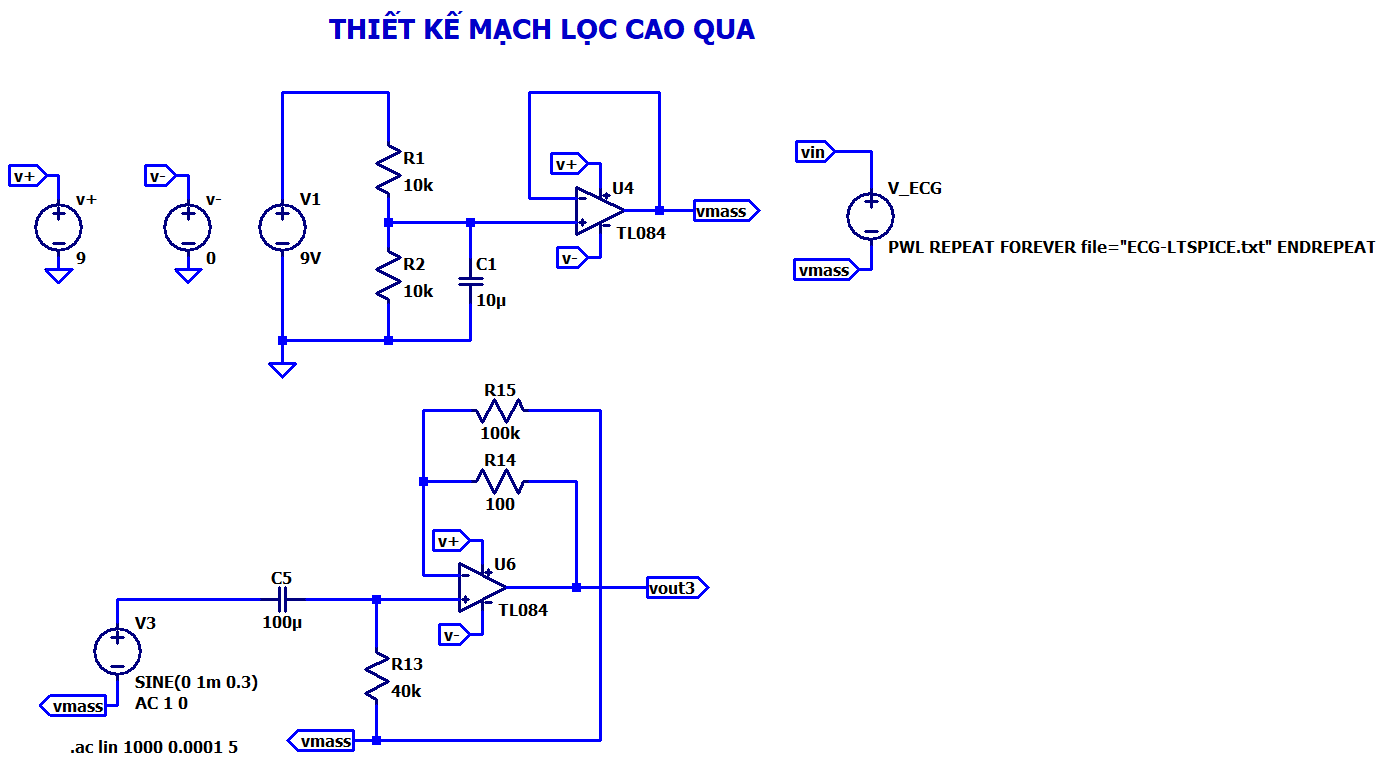 THIẾT KẾ MẠCH LỌC CAO QUA
v+
v+
9
v-
v-
0
V1
9V
R1
10k
R2
10k
C1
10µ
v+
U4
TL084
v-
vmass
vin
V_ECG
PWL REPEAT FOREVER file="ECG-LTSPICE.txt" ENDREPEAT
vmass
R15
100k
R14
100
v+
U6
TL084
v-
vout3
C5
100µ
V3
SINE(0 1m 0.3)
AC 1 0
vmass
R13
40k
vmass
.ac lin 1000 0.0001 5